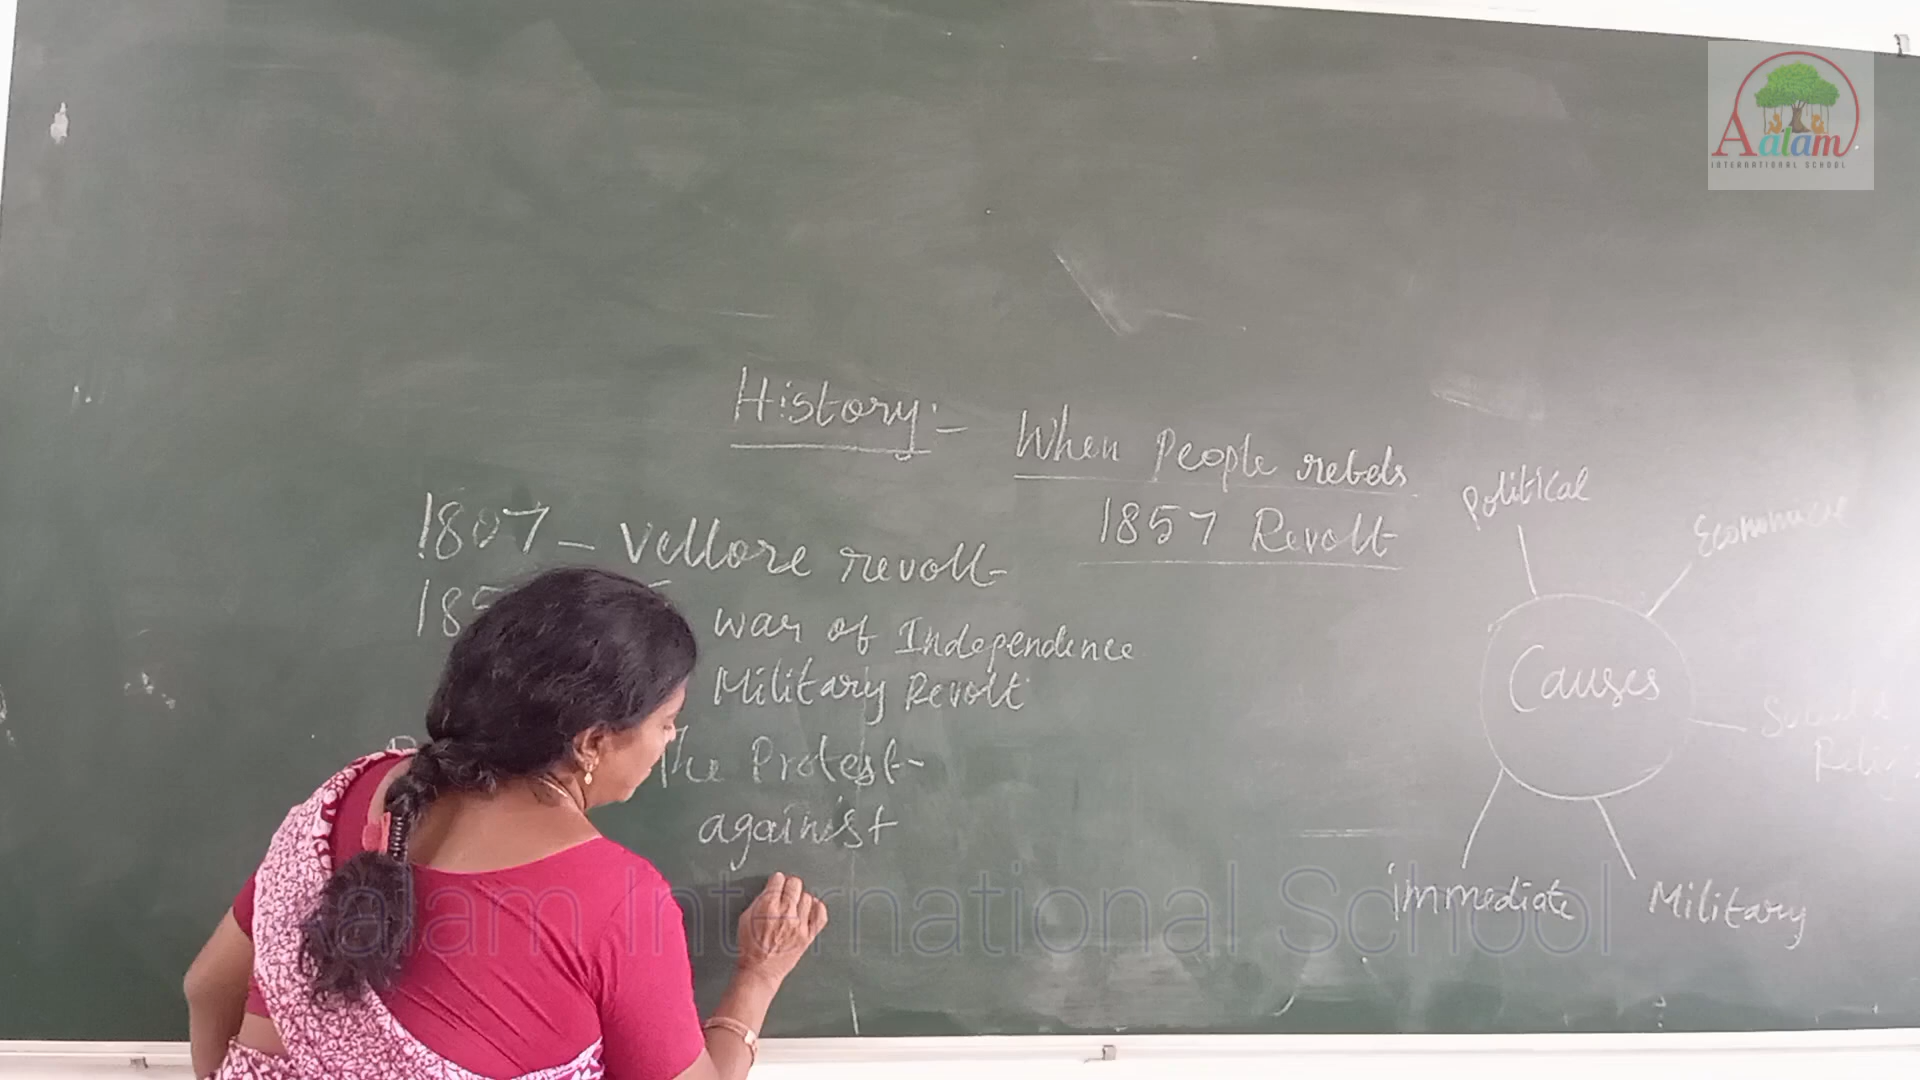 Aalam
INTERNATIONAL SCHOOL
History:-
When People rebels
1857 Revolt
1807 - Vellore revolt
185
war of Independence
Military Revolt
The Protest
against
Political
Economical
Causes
immediate
Military
Aalam International School